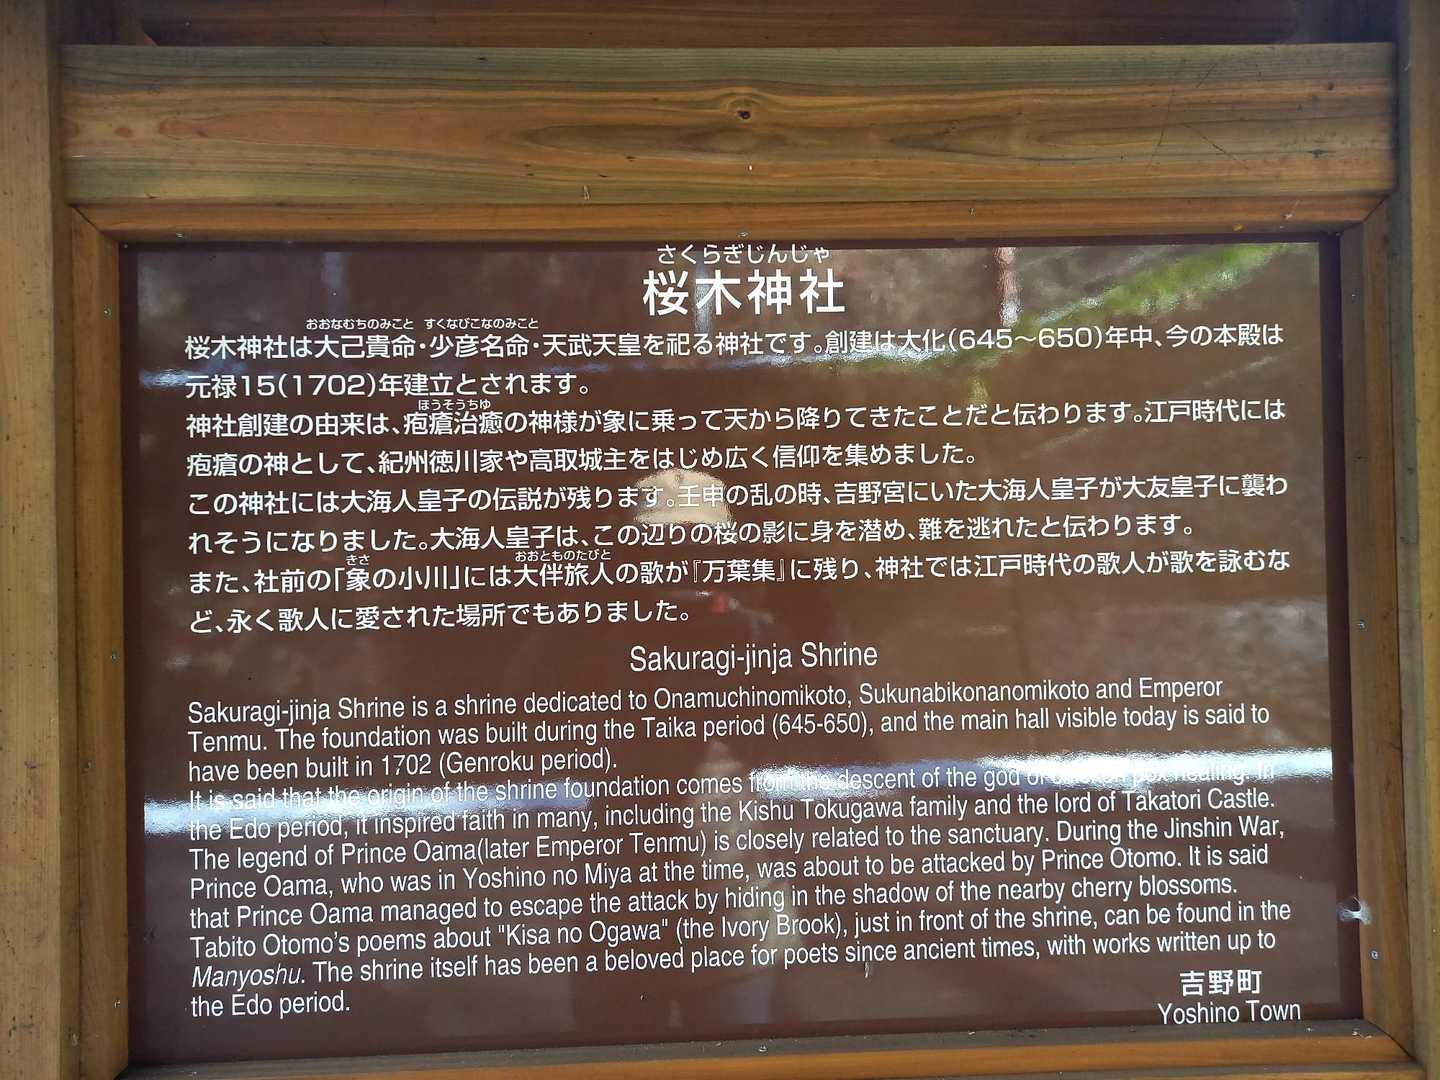 さくらぎじんじゃ
桜木神社
おおなむちのみこと すくなびこなのみこと
桜木神社は大己貴命・少彦名命・天武天皇を祀る神社です。創建は大化(645～650)年中、今の本殿は
元禄15(1702)年建立とされます。
ほうそうちゆ
神社創建の由来は、疱瘡治癒の神様が象に乗って天から降りてきたことだと伝わります。江戸時代には
疱瘡の神として、紀州徳川家や高取城主をはじめ広く信仰を集めました。
この神社には大海人皇子の伝説が残ります。壬申の乱の時、吉野宮にいた大海人皇子が大友皇子に襲わ
れそうになりました。大海人皇子は、この辺りの桜の影に身を潜め、難を逃れたと伝わります。
きさ おおとものたびと
また、社前の「象の小川」には大伴旅人の歌が『万葉集』に残り、神社では江戸時代の歌人が歌を詠むな
ど、永く歌人に愛された場所でもありました。
Sakuragi-jinja Shrine
Sakuragi-jinja Shrine is a shrine dedicated to Onamuchinomikoto, Sukunabikonanomikoto and Emperor
Tenmu. The foundation was built during the Taika period (645-650), and the main hall visible today is said to
have been built in 1702 (Genroku period).
It is said that the origin of the shrine foundation comes from the descent of the god of pox healing. In
the Edo period, it inspired faith in many, including the Kishu Tokugawa family and the lord of Takatori Castle.
The legend of Prince Oama(later Emperor Tenmu) is closely related to the sanctuary. During the Jinshin War,
Prince Oama, who was in Yoshino no Miya at the time, was about to be attacked by Prince Otomo. It is said
that Prince Oama managed to escape the attack by hiding in the shadow of the nearby cherry blossoms.
Tabito Otomo's poems about "Kisa no Ogawa" (the Ivory Brook), just in front of the shrine, can be found in the
Manyoshu. The shrine itself has been a beloved place for poets since ancient times, with works written up to
the Edo period.
吉野町
Yoshino Town